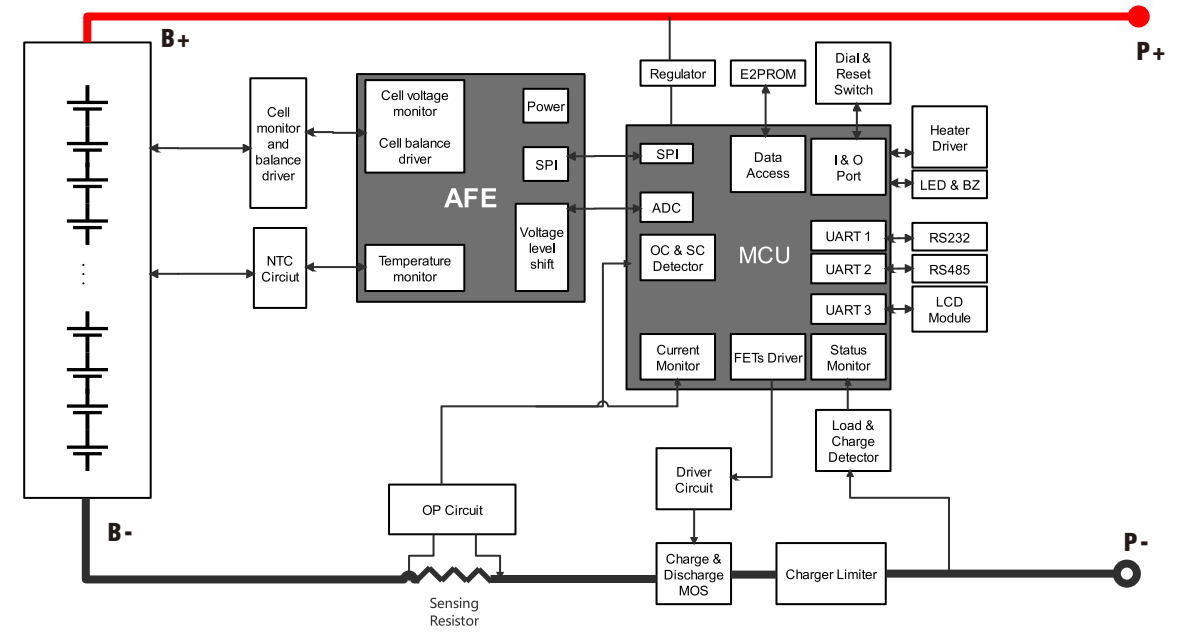 B+
P+
Regulator
E2PROM
Dial &
Reset
Switch
Cell
monitor
and
balance
driver
Cell voltage
monitor
Cell balance
driver
Power
SPI
AFE
Voltage
level
shift
Temperature
monitor
NTC
Circiut
SPI
ADC
OC & SC
Detector
Data
Access
I & O
Port
MCU
UART 1
UART 2
UART 3
Heater
Driver
LED & BZ
RS232
RS485
LCD
Module
Current
Monitor
FETs Driver
Status
Monitor
Load &
Charge
Detector
Driver
Circuit
OP Circuit
B-
P-
Charge &
Discharge
MOS
Charger Limiter
Sensing
Resistor